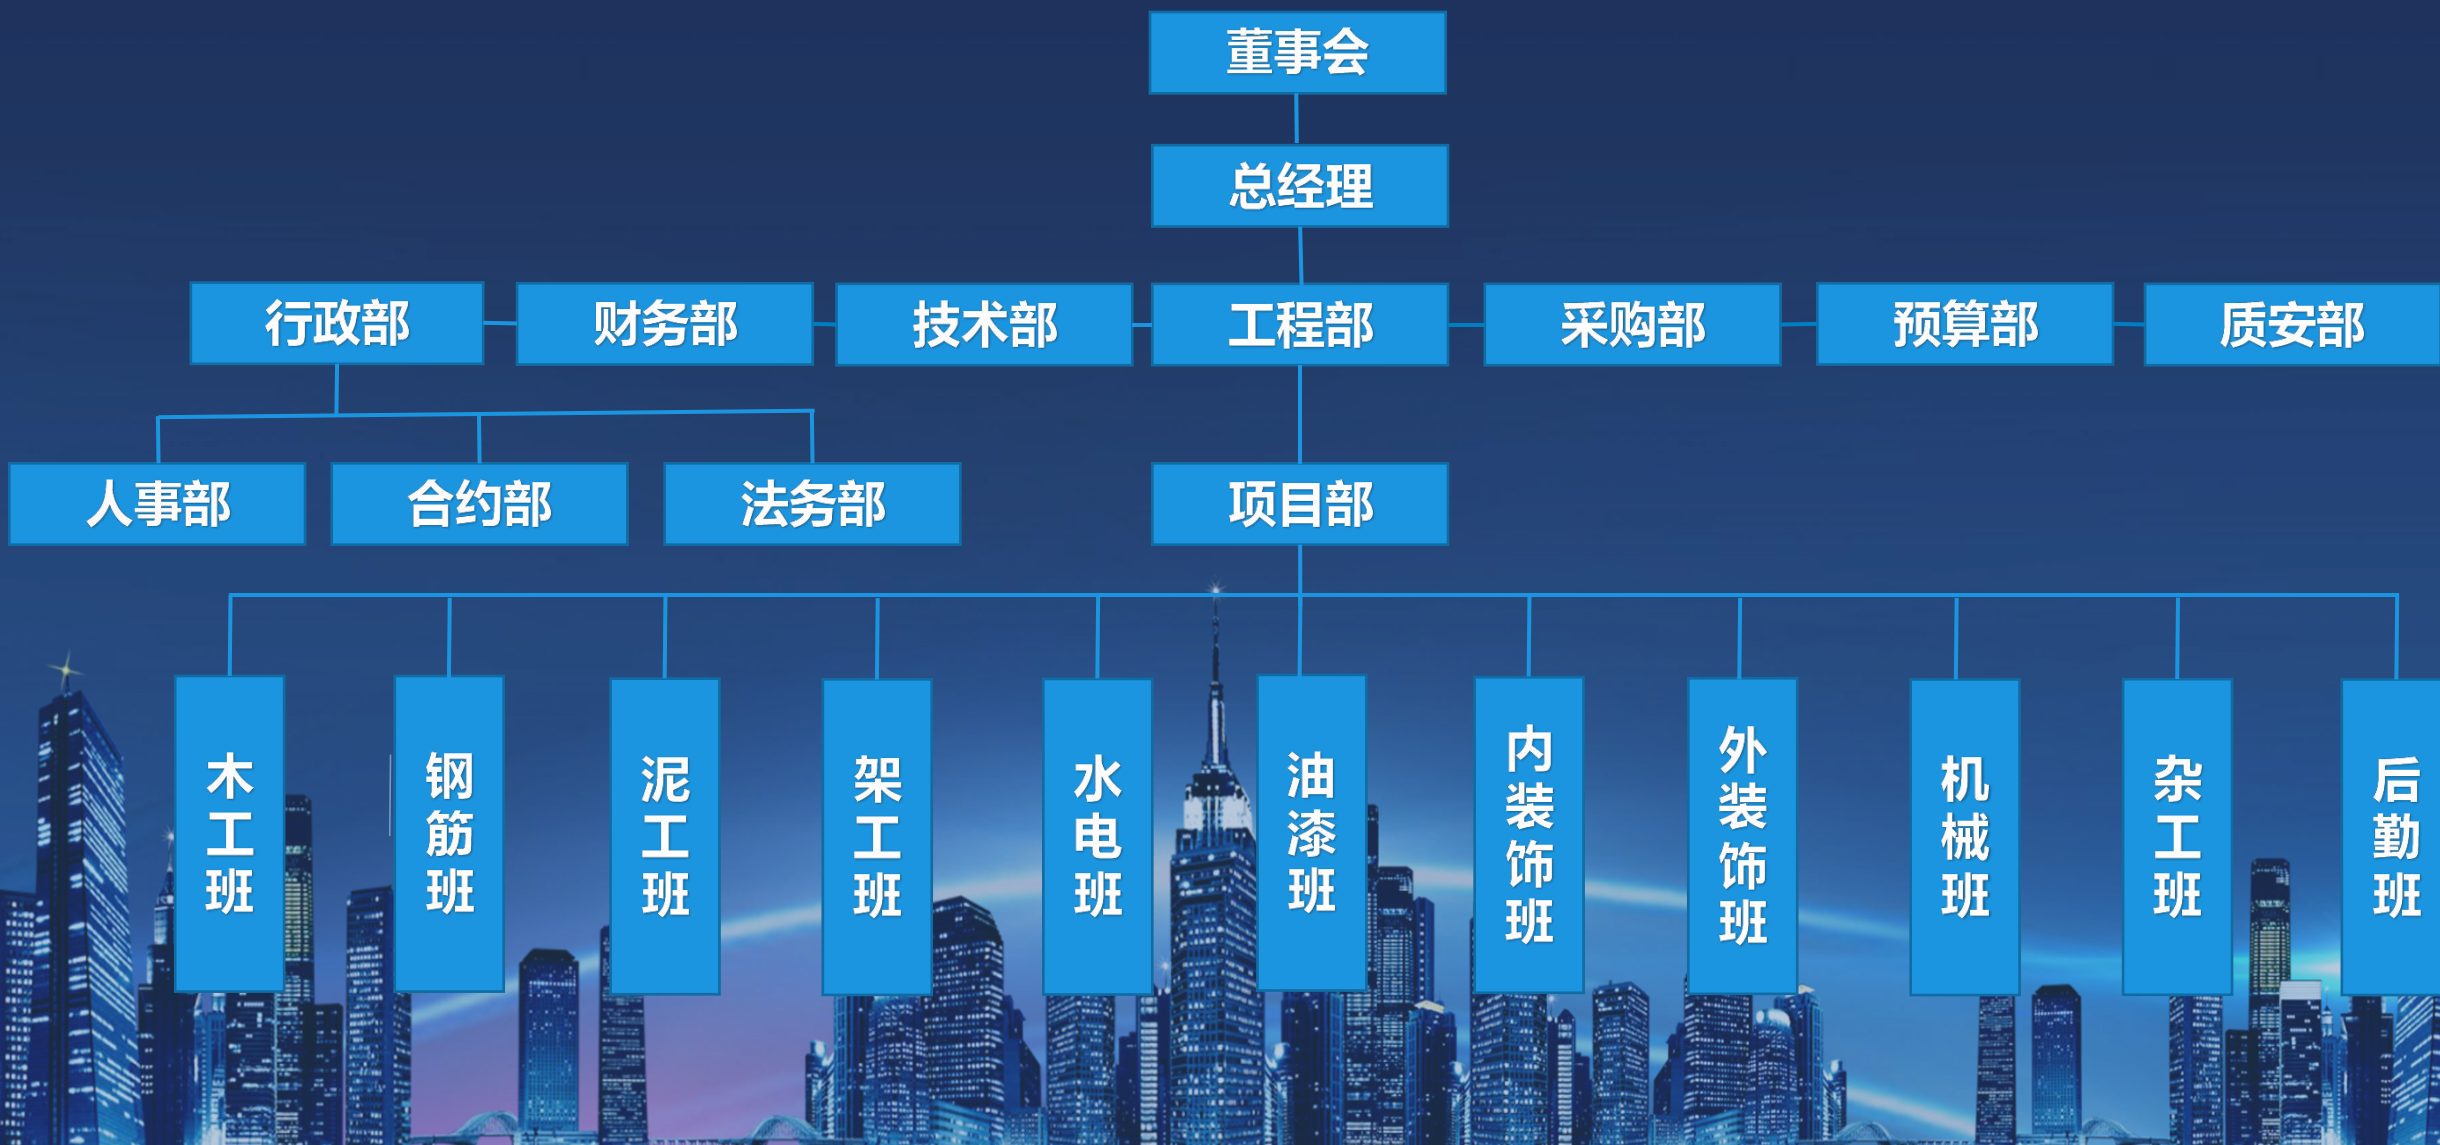 董事会
总经理
行政部
财务部
技术部
工程部
采购部
预算部
质安部
人事部
合约部
法务部
项目部
木工班
钢筋班
泥工班
架工班
水电班
油漆班
内装饰班
外装饰班
机械班
杂工班
后勤班